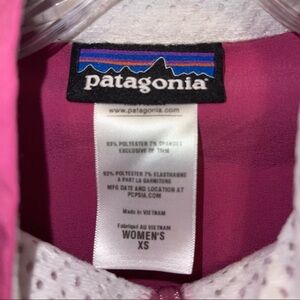 patagonia
www.patagonia.com
93% POLYESTER 7% SPANDEX
EXCLUSIVE OF TRIM
93% POLYESTER 7% ELASTHANNE
A PART LA GARNITURE
MFG DATE AND LOCATION AT
PCPSIA.COM
Made in VIETNAM
Fabriqué AU VIETNAM
WOMEN'S
XS